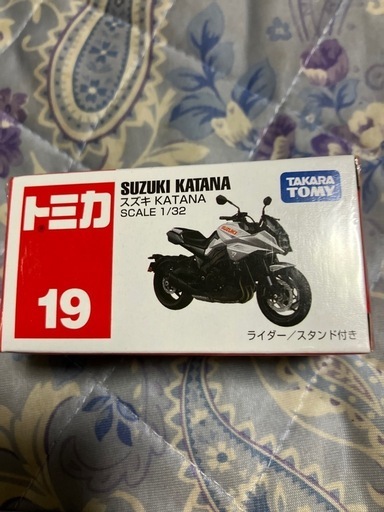 トミカ
19
SUZUKI KATANA
スズキ KATANA
SCALE 1/32
TAKARA
TOMY
SUZUKI
ライダー／スタンド付き